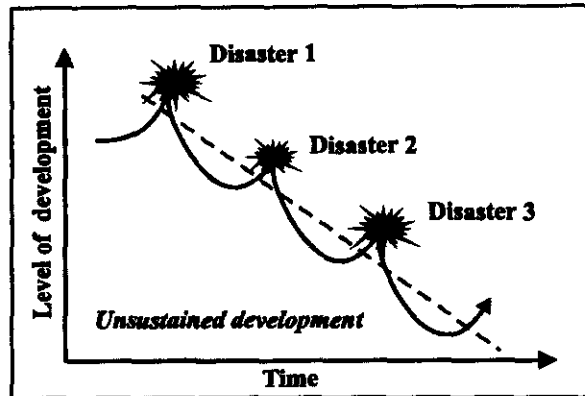 Disaster 1
Disaster 2
Disaster 3
Level of development
Unsustained development
Time